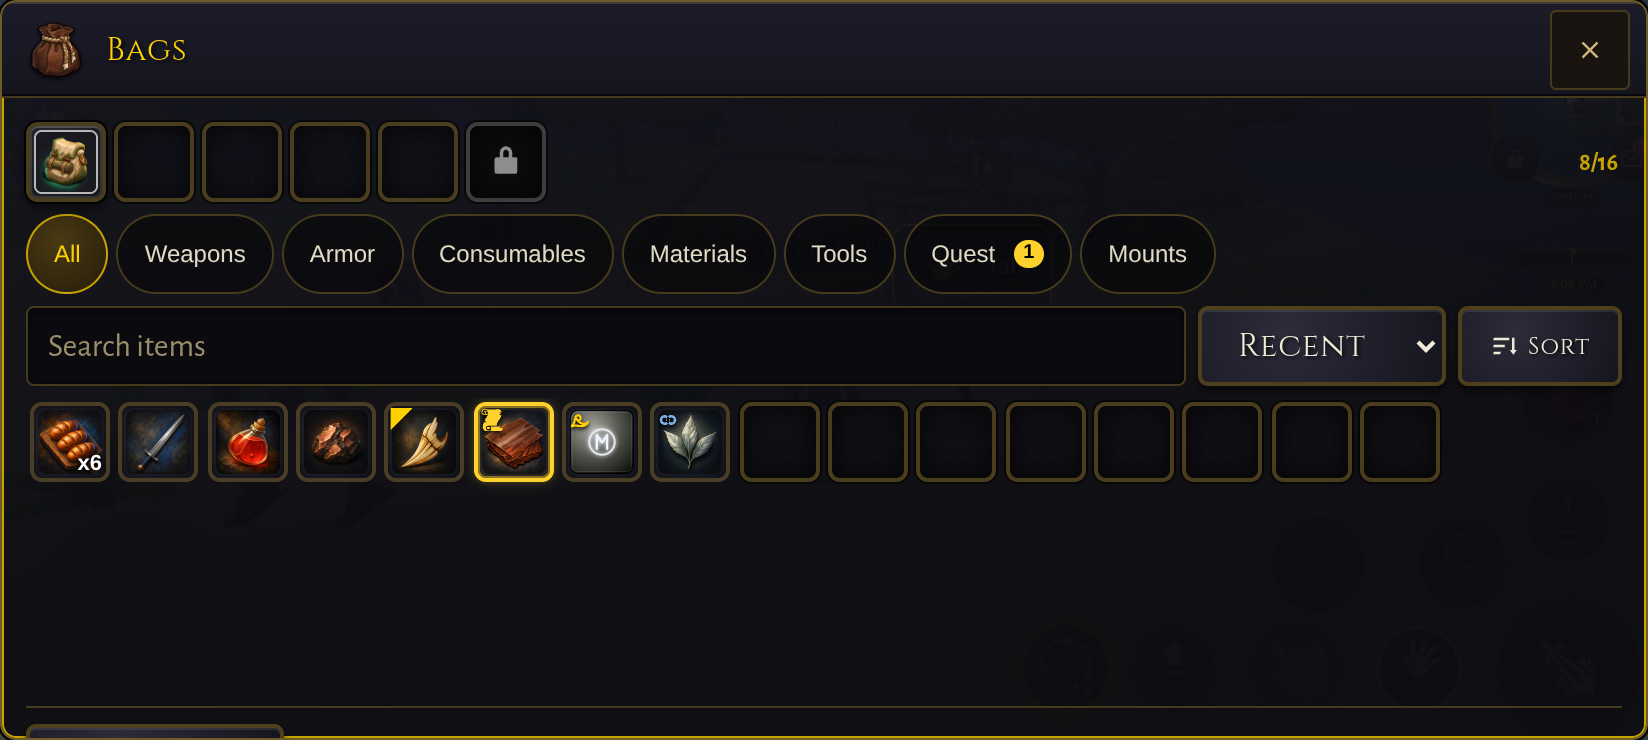 Bags
8/16
All Weapons Armor Consumables Materials Tools Quest 1 Mounts
Search items Recent Sort
x6 M